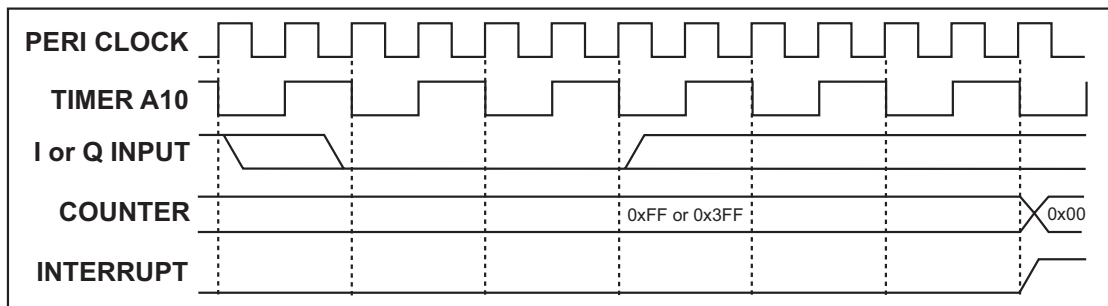 PERI CLOCK
TIMER A10
I or Q INPUT
COUNTER 0xFF or 0x3FF 0x00
INTERRUPT